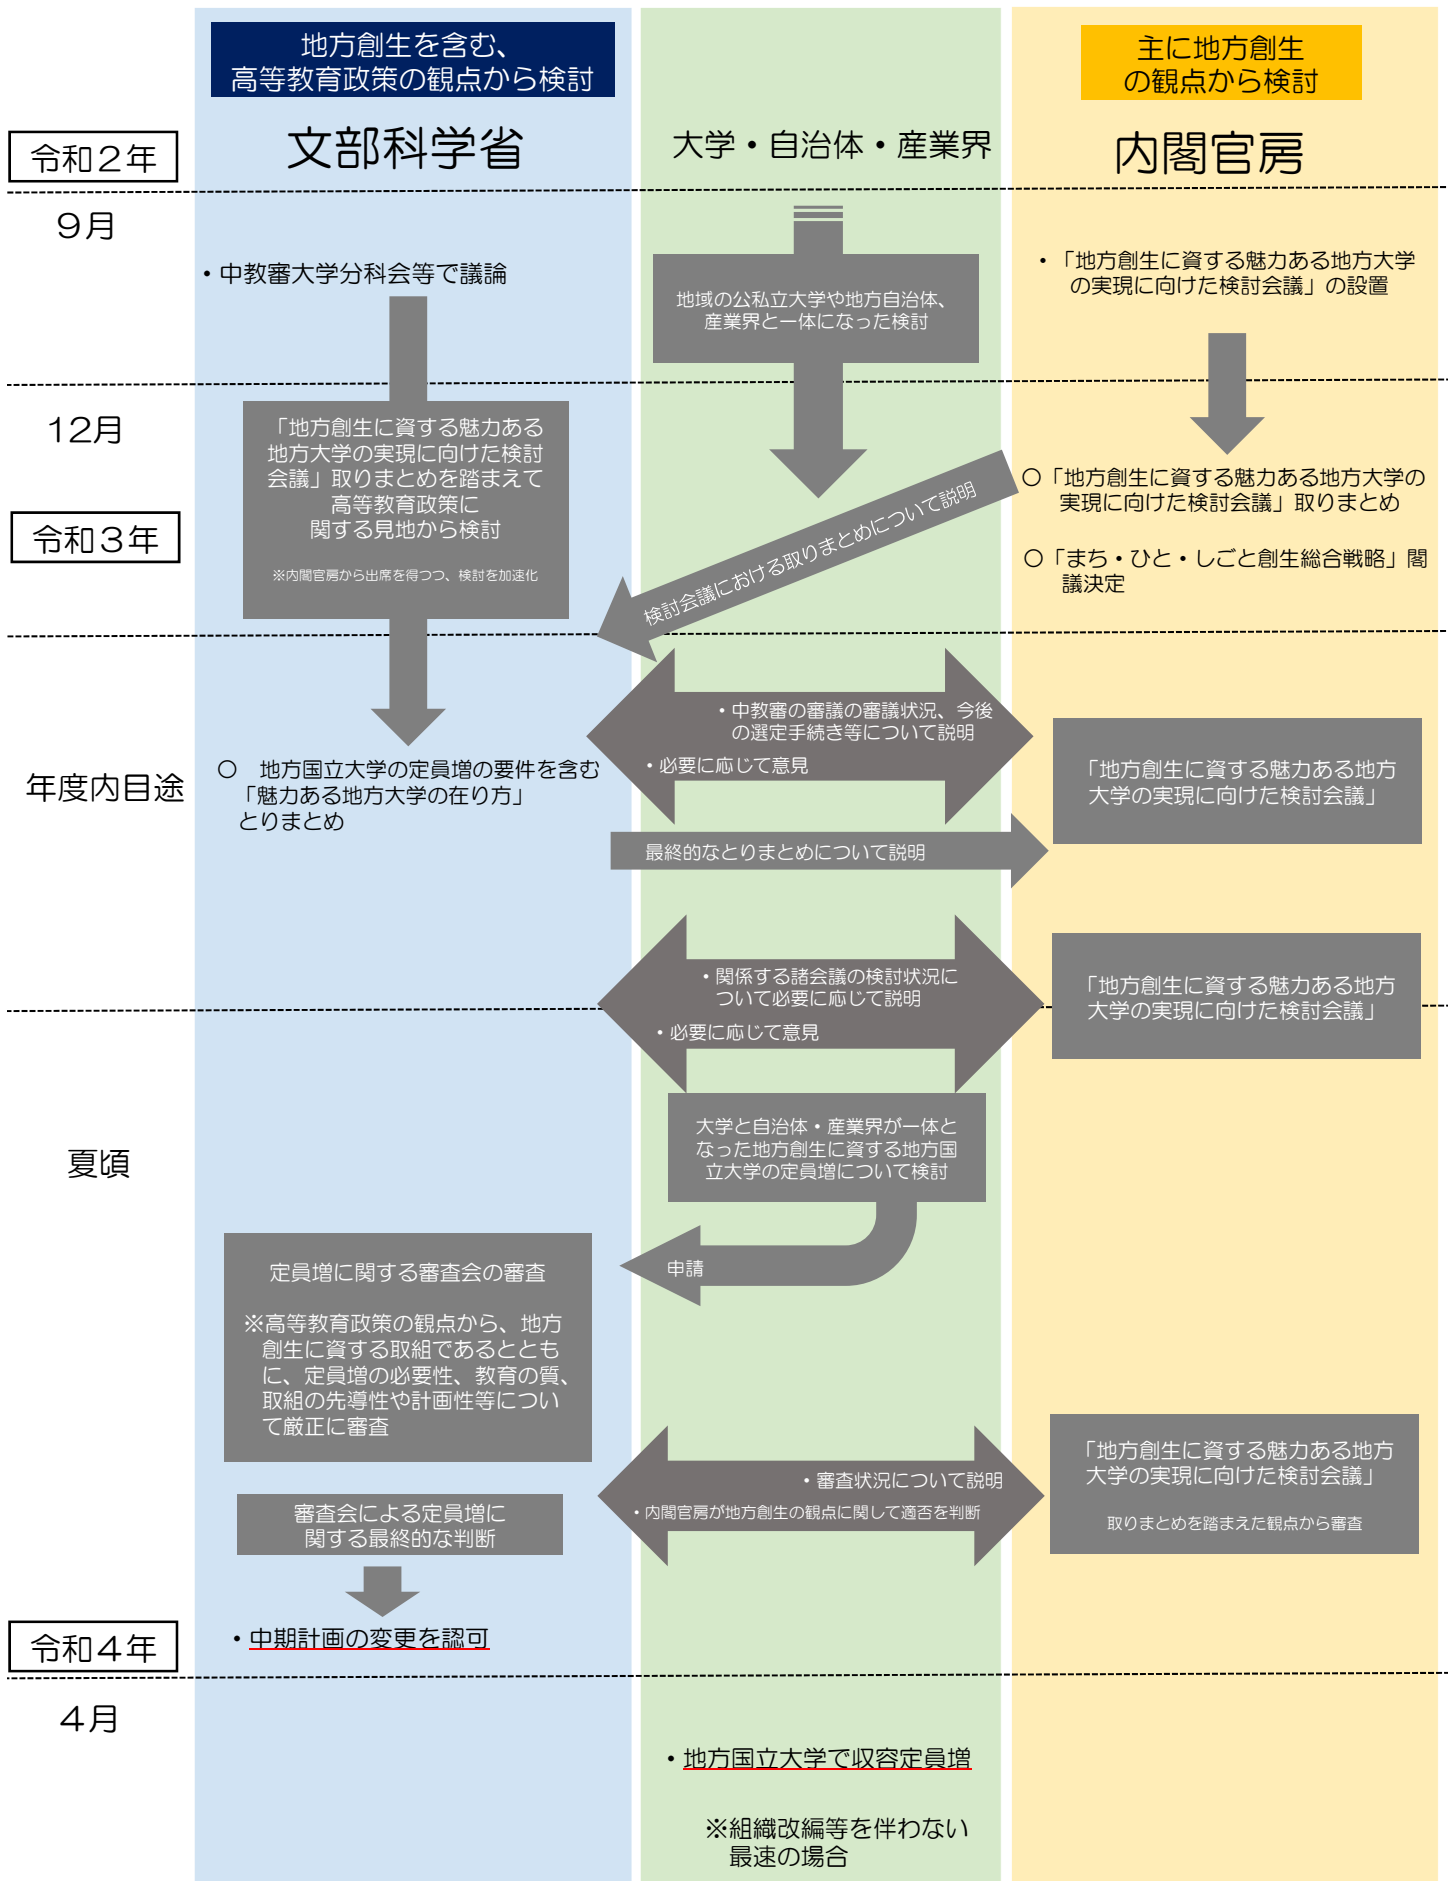 地方創生を含む、
高等教育政策の観点から検討
主に地方創生
の観点から検討
令和２年
文部科学省
大学・自治体・産業界
内閣官房
９月
・中教審大学分科会等で議論
地域の公私立大学や地方自治体、
産業界と一体になった検討
・「地方創生に資する魅力ある地方大学
の実現に向けた検討会議」の設置
12月
「地方創生に資する魅力ある
地方大学の実現に向けた検討
会議」取りまとめを踏まえて
高等教育政策に
関する見地から検討
※内閣官房から出席を得つつ、検討を加速化
検討会議における取りまとめについて説明
〇「地方創生に資する魅力ある地方大学の
実現に向けた検討会議」取りまとめ
〇「まち・ひと・しごと創生総合戦略」閣
議決定
令和３年
年度内目途
〇　地方国立大学の定員増の要件を含む
「魅力ある地方大学の在り方」
とりまとめ
・中教審の審議の審議状況、今後
の選定手続き等について説明
・必要に応じて意見
「地方創生に資する魅力ある地方
大学の実現に向けた検討会議」
最終的なとりまとめについて説明
・関係する諸会議の検討状況に
ついて必要に応じて説明
・必要に応じて意見
「地方創生に資する魅力ある地方
大学の実現に向けた検討会議」
夏頃
大学と自治体・産業界が一体と
なった地方創生に資する地方国
立大学の定員増について検討
申請
定員増に関する審査会の審査
※高等教育政策の観点から、地方
創生に資する取組であるととも
に、定員増の必要性、教育の質、
取組の先導性や計画性等につい
て厳正に審査
・審査状況について説明
・内閣官房が地方創生の観点に関して適否を判断
「地方創生に資する魅力ある地方
大学の実現に向けた検討会議」
取りまとめを踏まえた観点から審査
審査会による定員増に
関する最終的な判断
令和４年
・中期計画の変更を認可
４月
・地方国立大学で収容定員増
※組織改編等を伴わない
最速の場合